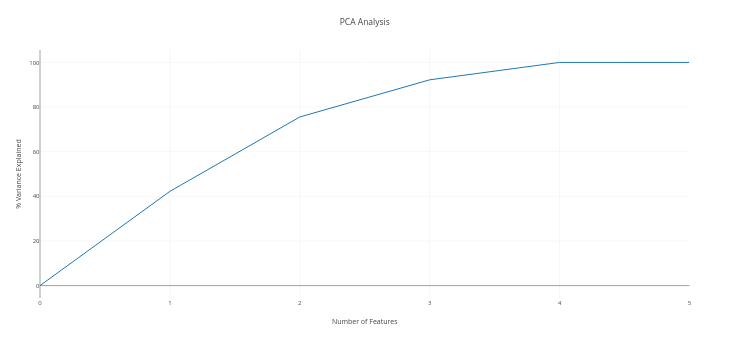 PCA Analysis
% Variance Explained
100
80
60
40
20
0
0 1 2 3 4 5
Number of Features